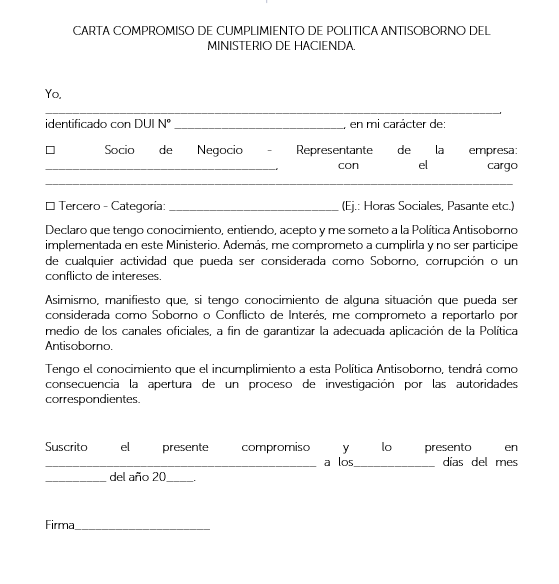 CARTA COMPROMISO DE CUMPLIMIENTO DE POLITICA ANTISOBORNO DEL
MINISTERIO DE HACIENDA.
Yo,
______________________________________________________________________,
identificado con DUI N° _________________________, en mi carácter de:
☐ Socio de Negocio - Representante de la empresa:
___________________________________, con el cargo
______________________________________________________________________
☐ Tercero - Categoría: _________________________ (Ej.: Horas Sociales, Pasante etc.)
Declaro que tengo conocimiento, entiendo, acepto y me someto a la Política Antisoborno
implementada en este Ministerio. Además, me comprometo a cumplirla y no ser participe
de cualquier actividad que pueda ser considerada como Soborno, corrupción o un
conflicto de intereses.
Asimismo, manifiesto que, si tengo conocimiento de alguna situación que pueda ser
considerada como Soborno o Conflicto de Interés, me comprometo a reportarlo por
medio de los canales oficiales, a fin de garantizar la adecuada aplicación de la Política
Antisoborno.
Tengo el conocimiento que el incumplimiento a esta Política Antisoborno, tendrá como
consecuencia la apertura de un proceso de investigación por las autoridades
correspondientes.
Suscrito el presente compromiso y lo presento en
________________________________________ a los____________ días del mes
_________ del año 20____.
Firma____________________